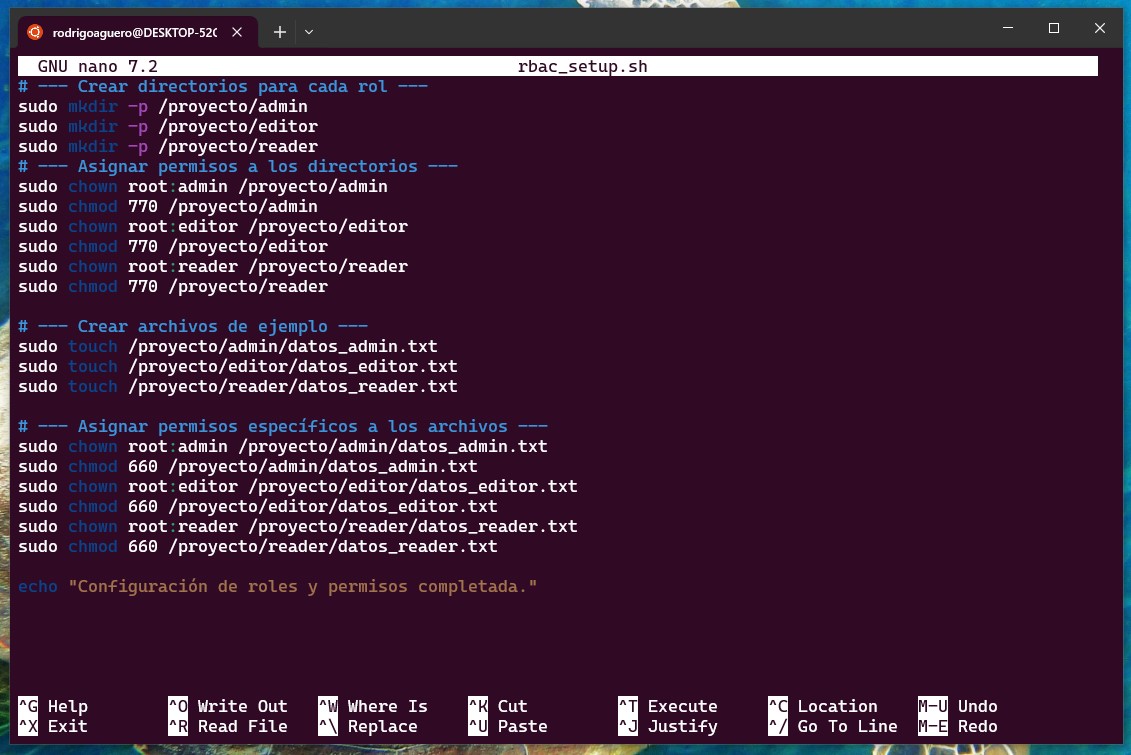 rodrigoaguero@DESKTOP-52
GNU nano 7.2 rbac_setup.sh
# --- Crear directorios para cada rol ---
sudo mkdir -p /proyecto/admin
sudo mkdir -p /proyecto/editor
sudo mkdir -p /proyecto/reader
# --- Asignar permisos a los directorios ---
sudo chown root:admin /proyecto/admin
sudo chmod 770 /proyecto/admin
sudo chown root:editor /proyecto/editor
sudo chmod 770 /proyecto/editor
sudo chown root:reader /proyecto/reader
sudo chmod 770 /proyecto/reader
# --- Crear archivos de ejemplo ---
sudo touch /proyecto/admin/datos_admin.txt
sudo touch /proyecto/editor/datos_editor.txt
sudo touch /proyecto/reader/datos_reader.txt
# --- Asignar permisos específicos a los archivos ---
sudo chown root:admin /proyecto/admin/datos_admin.txt
sudo chmod 660 /proyecto/admin/datos_admin.txt
sudo chown root:editor /proyecto/editor/datos_editor.txt
sudo chmod 660 /proyecto/editor/datos_editor.txt
sudo chown root:reader /proyecto/reader/datos_reader.txt
sudo chmod 660 /proyecto/reader/datos_reader.txt
echo "Configuración de roles y permisos completada."
^G Help ^O Write Out ^W Where Is ^K Cut ^T Execute ^C Location M-U Undo
^X Exit ^R Read File ^\ Replace ^U Paste ^J Justify ^/ Go To Line M-E Redo